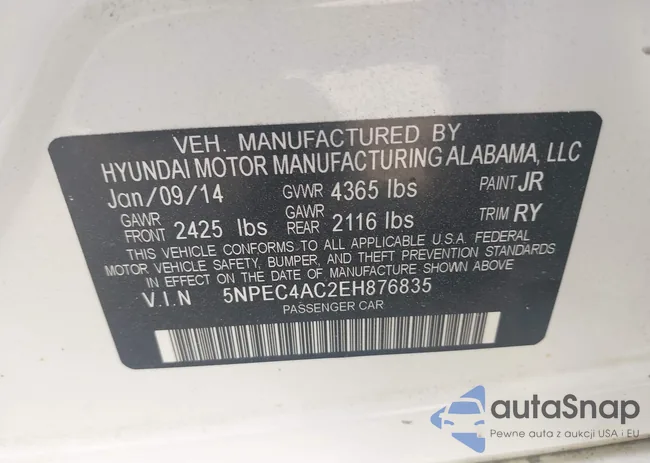 VEH. MANUFACTURED BY
HYUNDAI MOTOR MANUFACTURING ALABAMA, LLC
Jan/09/14 GVWR 4365 lbs PAINT JR
GAWR FRONT 2425 lbs GAWR REAR 2116 lbs TRIM RY
THIS VEHICLE CONFORMS TO ALL APPLICABLE U.S.A. FEDERAL
MOTOR VEHICLE SAFETY, BUMPER, AND THEFT PREVENTION STANDARDS
IN EFFECT ON THE DATE OF MANUFACTURE SHOWN ABOVE
V.I.N 5NPEC4AC2EH876835
PASSENGER CAR
autaSnap
Pewne auta z aukcji USA i EU